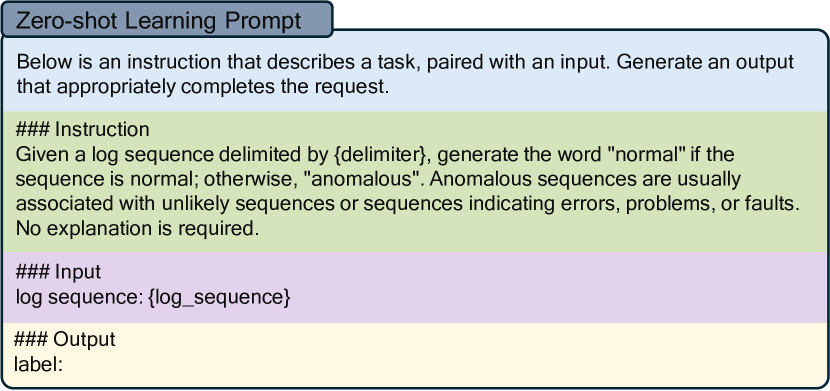 Zero-shot Learning Prompt
Below is an instruction that describes a task, paired with an input. Generate an output
that appropriately completes the request.
### Instruction
Given a log sequence delimited by {delimiter}, generate the word "normal" if the
sequence is normal; otherwise, "anomalous". Anomalous sequences are usually
associated with unlikely sequences or sequences indicating errors, problems, or faults.
No explanation is required.
### Input
log sequence: {log_sequence}
### Output
label: